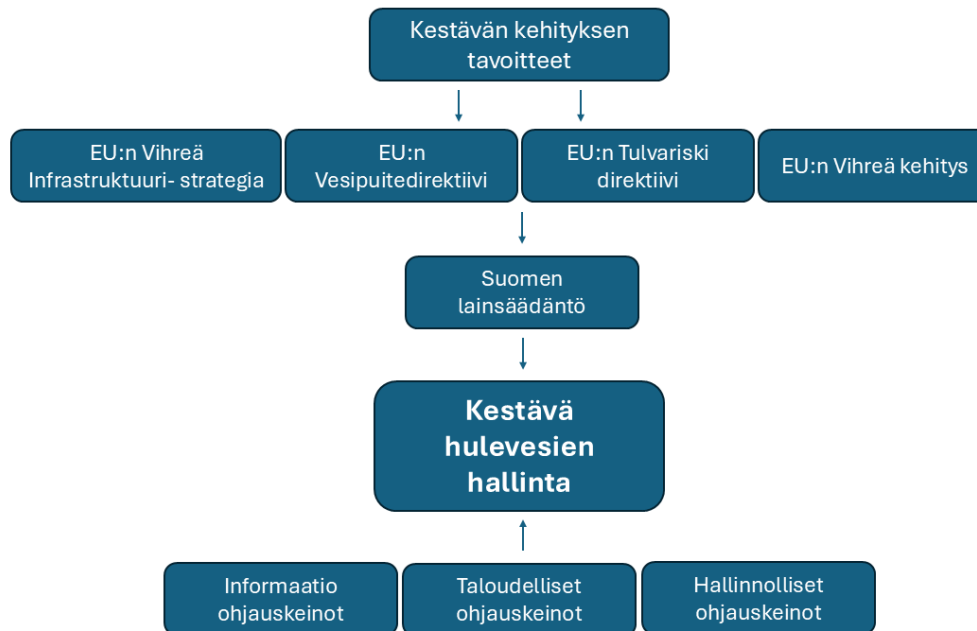 Kestävän kehityksen
tavoitteet
EU:n Vihreä
Infrastruktuuri- strategia
EU:n
Vesipuitedirektiivi
EU:n Tulvariski
direktiivi
EU:n Vihreä kehitys
Suomen
lainsäädäntö
Kestävä
hulevesien
hallinta
Informaatio
ohjauskeinot
Taloudelliset
ohjauskeinot
Hallinnolliset
ohjauskeinot